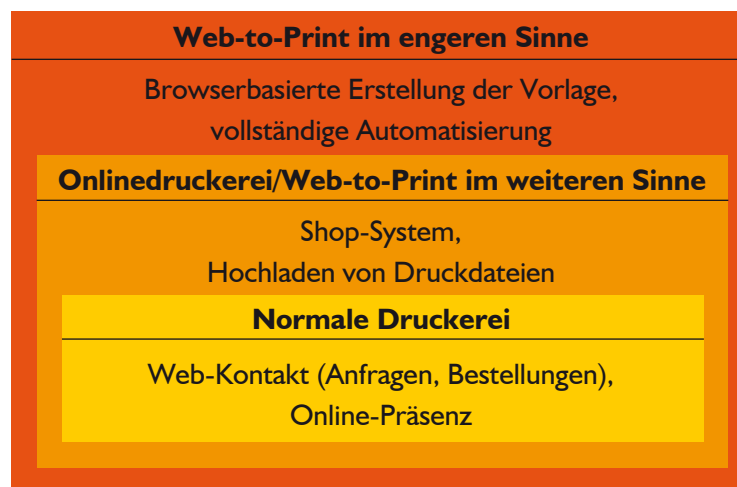 Web-to-Print im engeren Sinne
Browserbasierte Erstellung der Vorlage,
vollständige Automatisierung
Onlinedruckerei/Web-to-Print im weiteren Sinne
Shop-System,
Hochladen von Druckdateien
Normale Druckerei
Web-Kontakt (Anfragen, Bestellungen),
Online-Präsenz